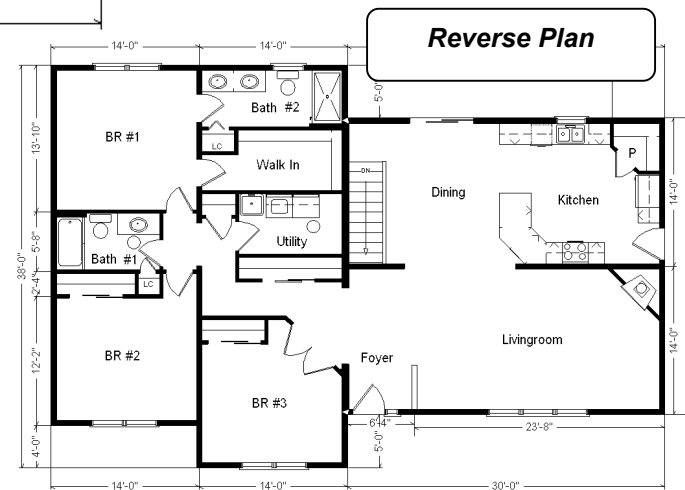 Reverse Plan
14'-0"
14'-0"
5'-0"
13'-10"
BR #1
Bath #2
LC
Walk In
DN
Dining
Kitchen
P
14'-0"
Utility
5'-8"
Bath #1
LC
38'-0"
2'-4"
BR #2
12'-2"
Livingroom
Foyer
14'-0"
BR #3
6'-4"
23'-8"
4'-0"
5'-0"
14'-0"
14'-0"
30'-0"